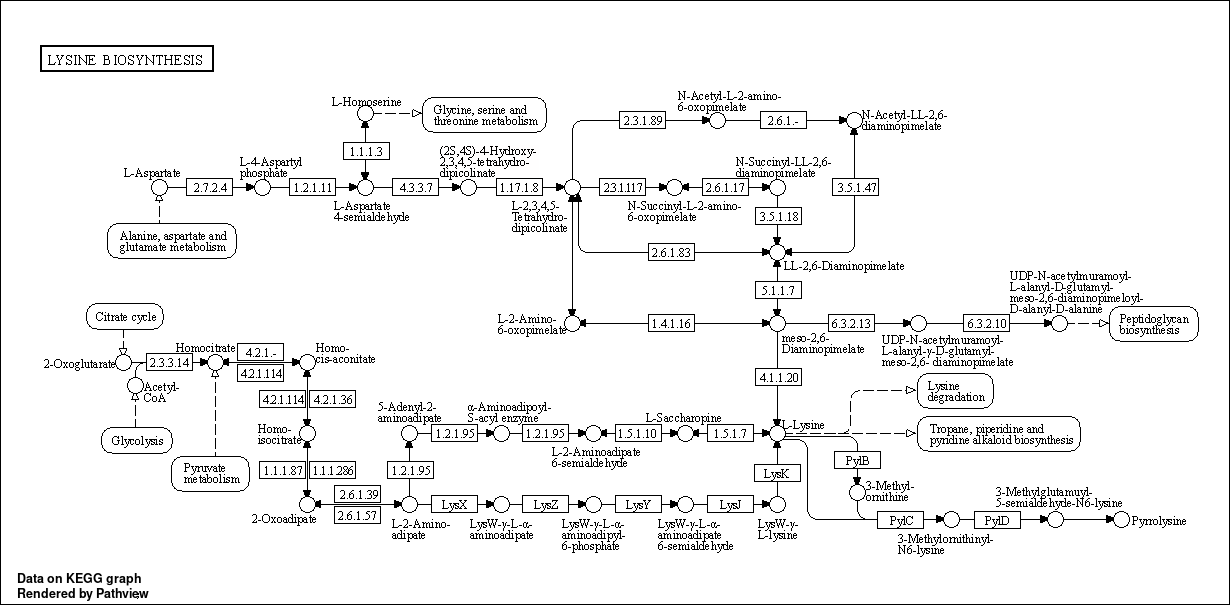 LYSINE BIOSYNTHESIS
L-Homoserine
Glycine, serine and
threonine metabolism
N-Acetyl-L-2-amino-
6-oxopimelate
2.3.1.89
2.6.1.-
N-Acetyl-LL-2,6-
diaminopimelate
1.1.1.3
(2S,4S)-4-Hydroxy-
2,3,4,5-tetrahydro-
dipicolinate
L-4-Aspartyl
phosphate
L-Aspartate
2.7.2.4
1.2.1.11
4.3.3.7
1.17.1.8
2.3.1.117
2.6.1.17
N-Succinyl-LL-2,6-
diaminopimelate
3.5.1.47
L-Aspartate
4-semialdehyde
L-2,3,4,5-
Tetrahydro-
dipicolinate
N-Succinyl-L-2-amino-
6-oxopimelate
3.5.1.18
Alanine, aspartate and
glutamate metabolism
2.6.1.83
LL-2,6-Diaminopimelate
5.1.1.7
UDP-N-acetylmuramoyl-
L-alanyl-D-glutamyl-
meso-2,6-diaminopimeloyl-
D-alanyl-D-alanine
Citrate cycle
L-2-Amino-
6-oxopimelate
1.4.1.16
meso-2,6-
Diaminopimelate
6.3.2.13
6.3.2.10
Peptidoglycan
biosynthesis
UDP-N-acetylmuramoyl-
L-alanyl-γ-D-glutamyl-
meso-2,6- diaminopimelate
2-Oxoglutarate
2.3.3.14
Homocitrate
4.2.1.-
4.2.1.114
Homo-
cis-aconitate
Acetyl-
CoA
4.1.1.20
Lysine
degradation
4.2.1.114
4.2.1.36
5-Adenyl-2-
aminoadipate
α-Aminoadipoyl-
S-acyl enzyme
L-Saccharopine
L-Lysine
Glycolysis
Homo-
isocitrate
1.2.1.95
1.2.1.95
1.5.1.10
1.5.1.7
Tropane, piperidine and
pyridine alkaloid biosynthesis
L-2-Aminoadipate
6-semialdehyde
Pyruvate
metabolism
1.1.1.87
1.1.1.286
1.2.1.95
LysK
PylB
3-Methyl-
ornithine
2.6.1.39
2.6.1.57
2-Oxoadipate
L-2-Amino-
adipate
LysX
LysZ
LysY
LysJ
LysW-γ-L-α-
aminoadipate
LysW-γ-L-α-
aminoadipyl-
6-phosphate
LysW-γ-L-α-
aminoadipate
6-semialdehyde
LysW-γ-
L-lysine
PylC
PylD
3-Methylglutamuyl-
5-semialdehyde-N6-lysine
Pyrrolysine
3-Methylornithinyl-
N6-lysine
Data on KEGG graph
Rendered by Pathview